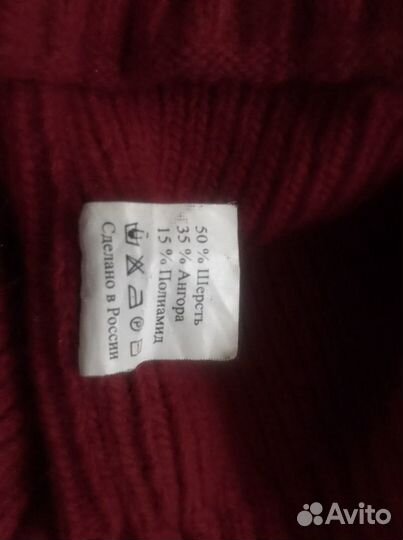 50 % Шерсть
35 % Ангора
15 % Полиамид
Сделано в России
Avito